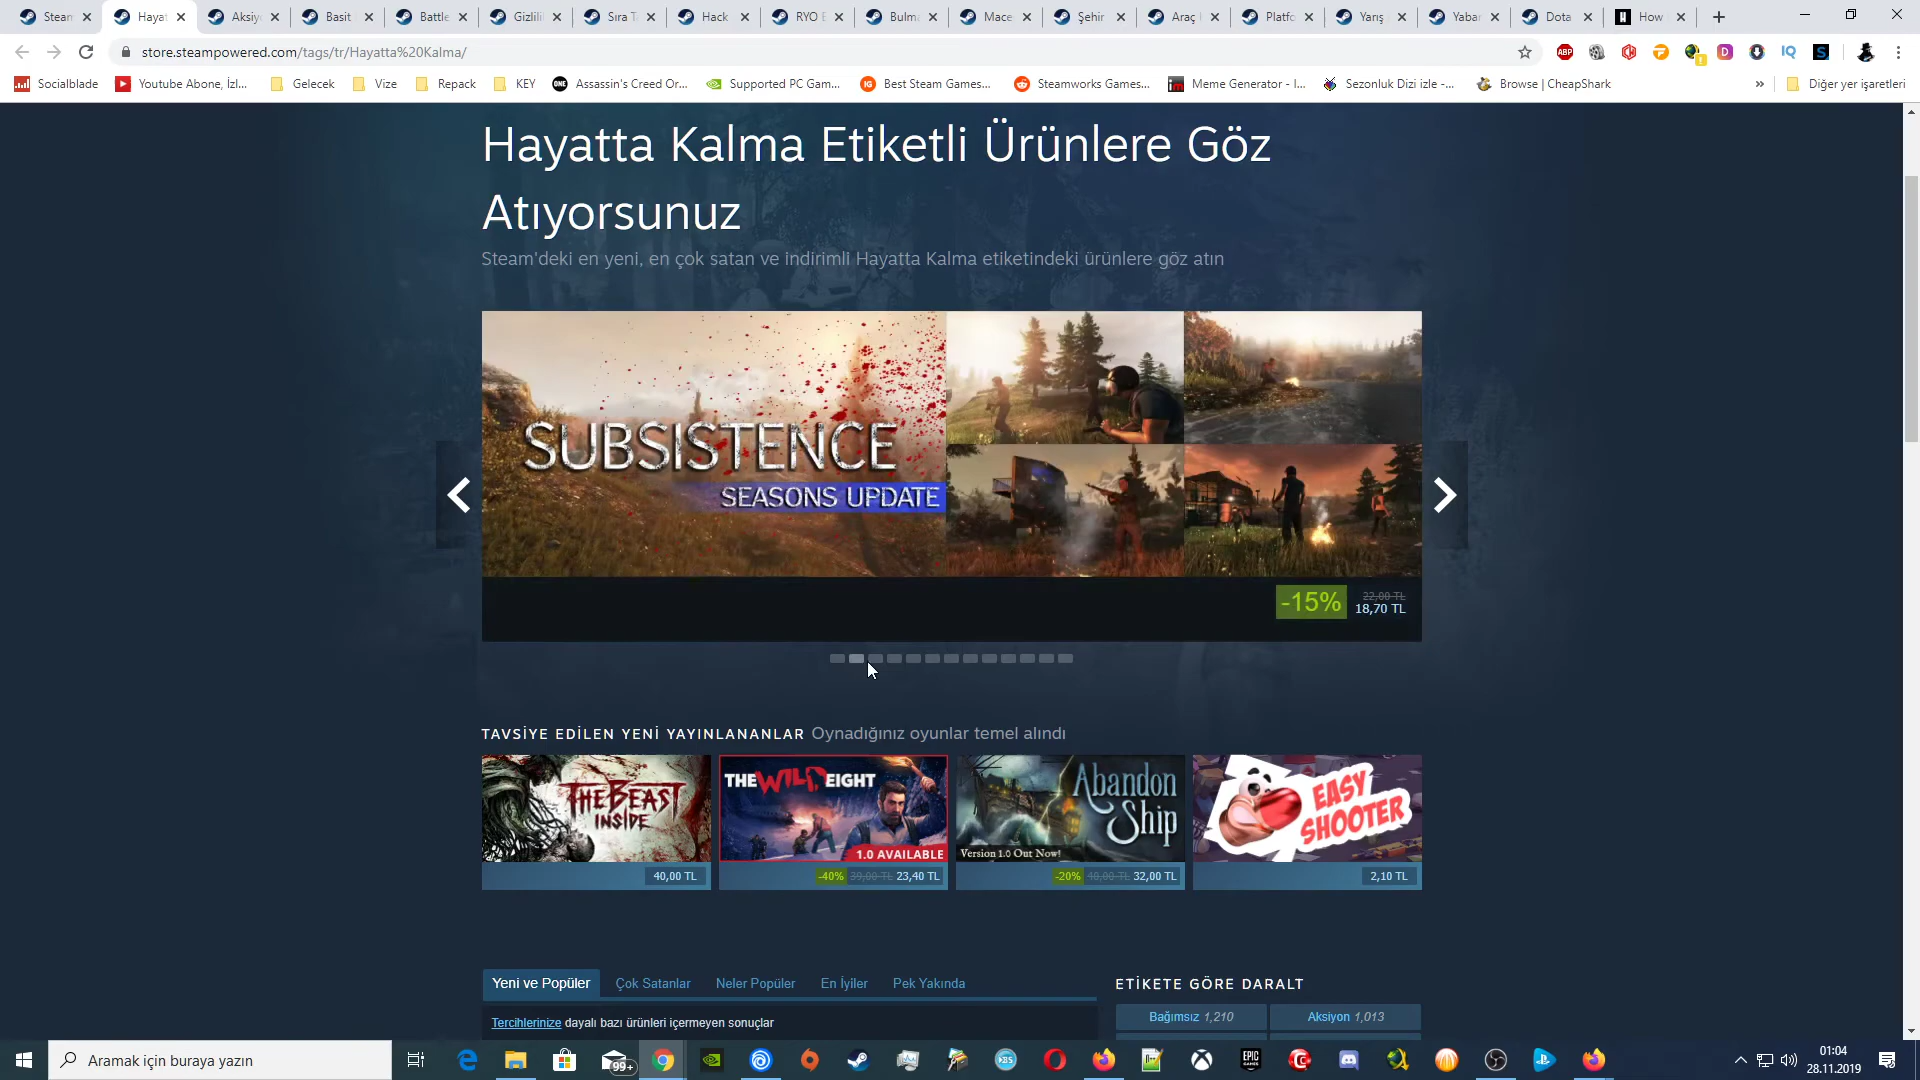 Steam
Hayat
Aksiy
Basit
Battle
Gizlili
Sıra T
Hack
RYO E
Bulma
Mace
Şehir
Araç
Platfo
Yarış
Yabar
Dota
How
store.steampowered.com/tags/tr/Hayatta%20Kalma/
Socialblade
Youtube Abone, İzl...
Gelecek
Vize
Repack
KEY
Assassin's Creed Or...
Supported PC Gam...
Best Steam Games...
Steamworks Games...
Meme Generator - I...
Sezonluk Dizi izle -...
Browse | CheapShark
»
Diğer yer işaretleri
Hayatta Kalma Etiketli Ürünlere Göz
Atıyorsunuz
Steam'deki en yeni, en çok satan ve indirimli Hayatta Kalma etiketindeki ürünlere göz atın
SUBSISTENCE
SEASONS UPDATE
-15%
22,00 TL
18,70 TL
TAVSİYE EDİLEN YENİ YAYINLANANLAR Oynadığınız oyunlar temel alındı
THE BEAST
INSIDE
40,00 TL
THE WILD EIGHT
1.0 AVAILABLE
-40% 39,00 TL 23,40 TL
Abandon
Ship
Version 1.0 Out Now!
-20% 40,00 TL 32,00 TL
EASY
SHOOTER
2,10 TL
Yeni ve Popüler
Çok Satanlar
Neler Popüler
En İyiler
Pek Yakında
Tercihlerinize dayalı bazı ürünleri içermeyen sonuçlar
ETİKETE GÖRE DARALT
Bağımsız 1,210
Aksiyon 1,013
Aramak için buraya yazın
99+
01:04
28.11.2019